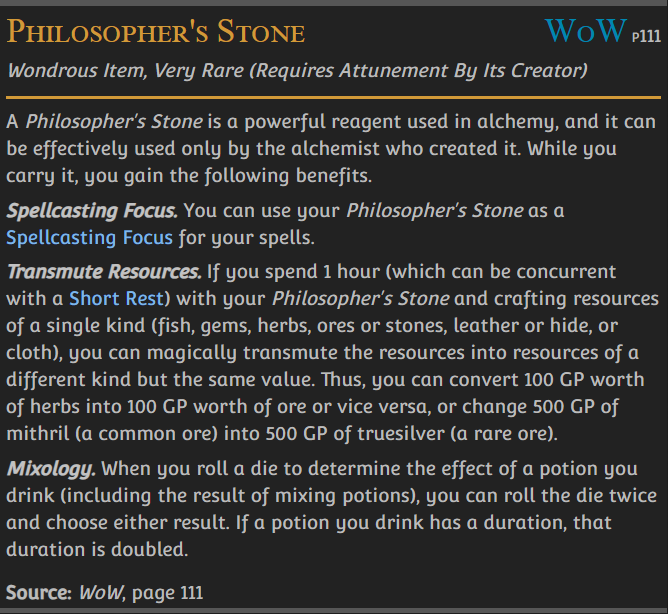 Philosopher's Stone WoW P111
Wondrous Item, Very Rare (Requires Attunement By Its Creator)
A Philosopher's Stone is a powerful reagent used in alchemy, and it can
be effectively used only by the alchemist who created it. While you
carry it, you gain the following benefits.
Spellcasting Focus. You can use your Philosopher's Stone as a
Spellcasting Focus for your spells.
Transmute Resources. If you spend 1 hour (which can be concurrent
with a Short Rest) with your Philosopher's Stone and crafting resources
of a single kind (fish, gems, herbs, ores or stones, leather or hide, or
cloth), you can magically transmute the resources into resources of a
different kind but the same value. Thus, you can convert 100 GP worth
of herbs into 100 GP worth of ore or vice versa, or change 500 GP of
mithril (a common ore) into 500 GP of truesilver (a rare ore).
Mixology. When you roll a die to determine the effect of a potion you
drink (including the result of mixing potions), you can roll the die twice
and choose either result. If a potion you drink has a duration, that
duration is doubled.
Source: WoW, page 111